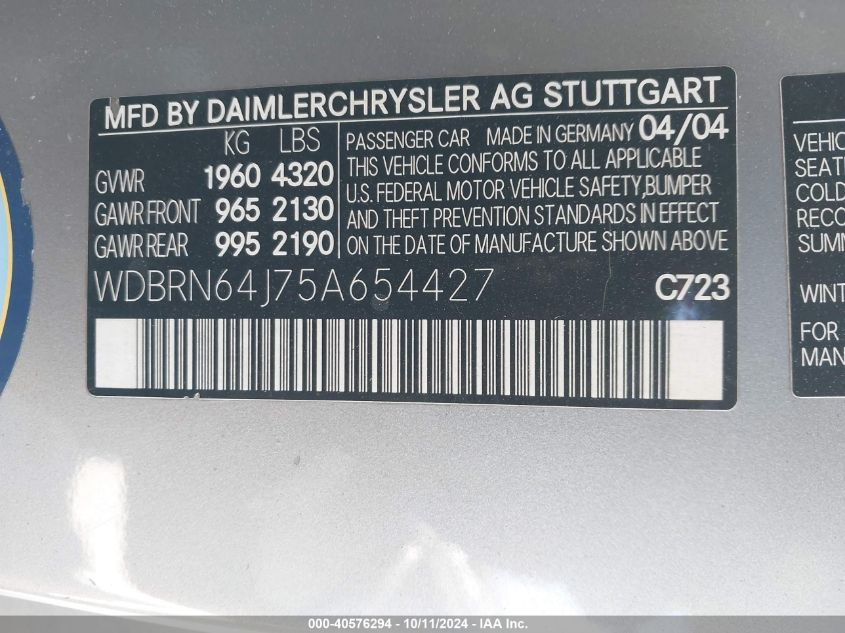 MFD BY DAIMLERCHRYSLER AG STUTTGART
KG LBS
GVWR 1960 4320
GAWR FRONT 965 2130
GAWR REAR 995 2190
PASSENGER CAR MADE IN GERMANY 04/04
THIS VEHICLE CONFORMS TO ALL APPLICABLE
U.S. FEDERAL MOTOR VEHICLE SAFETY,BUMPER
AND THEFT PREVENTION STANDARDS IN EFFECT
ON THE DATE OF MANUFACTURE SHOWN ABOVE
WDBRN64J75A654427 C723
VEHIC
SEATI
COLD
RECO
SUMM
WINT
FOR
MAN
000-40576294 - 10/11/2024 - IAA Inc.